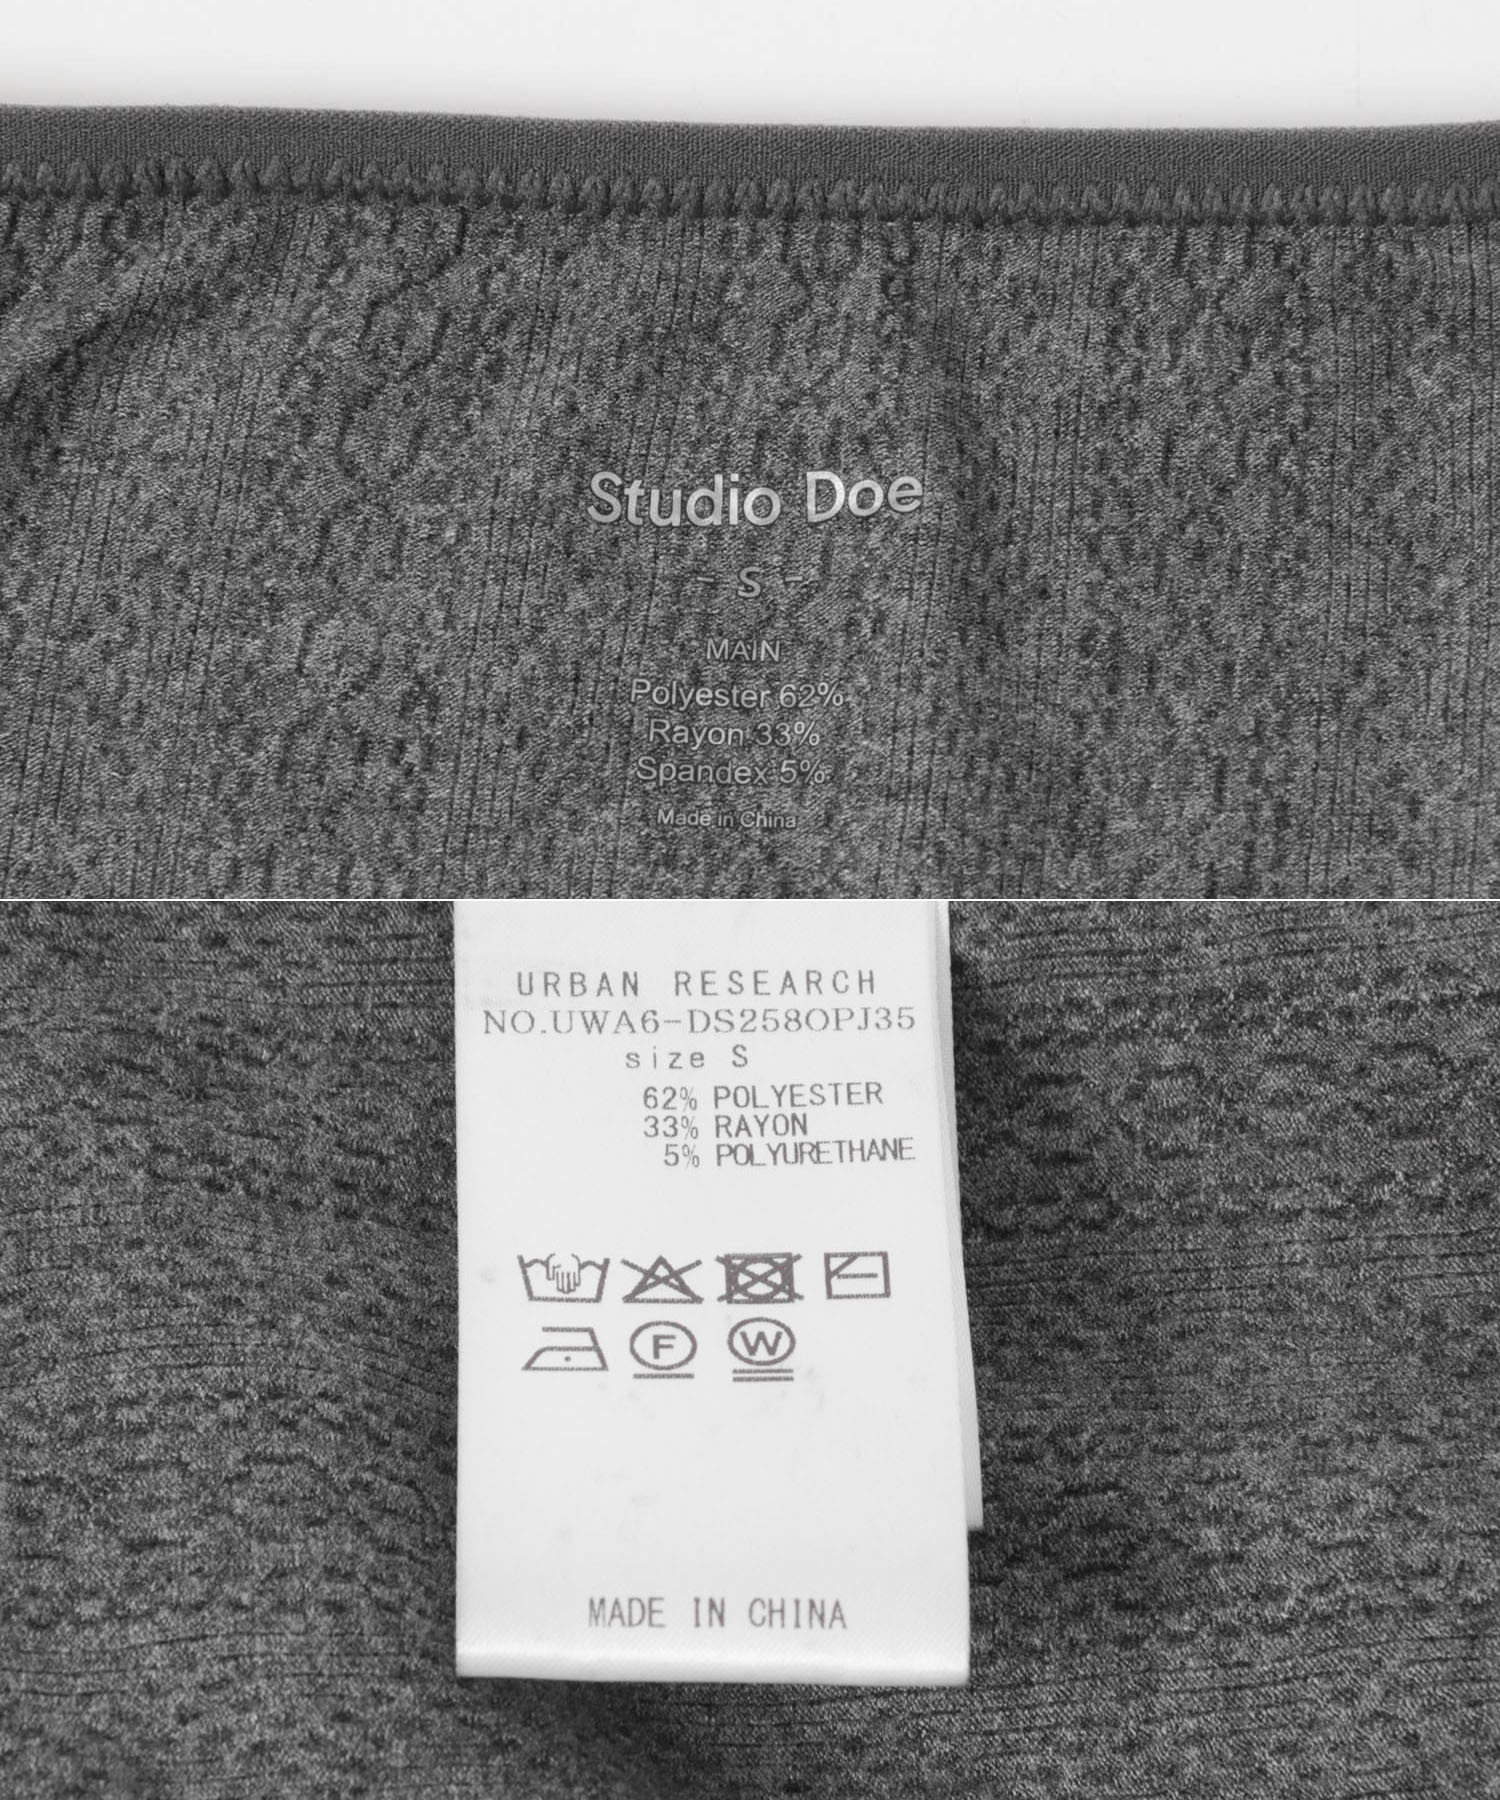 Studio Doe
- S -
MAIN
Polyester 62%
Rayon 33%
Spandex 5%
Made in China
URBAN RESEARCH
NO.UWA6-DS258OPJ35
size S
62% POLYESTER
33% RAYON
5% POLYURETHANE
F W
MADE IN CHINA